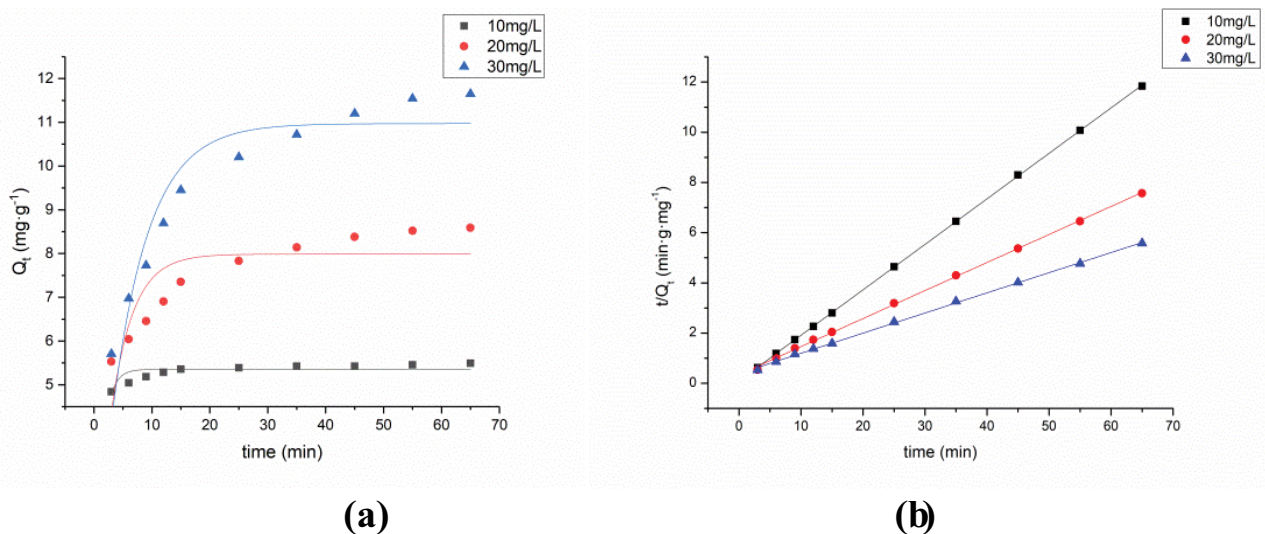 10mg/L
20mg/L
30mg/L
12
11
10
9
8
7
6
5
Qt (mg·g-1)
0 10 20 30 40 50 60 70
time (min)
(a)
10mg/L
20mg/L
30mg/L
12
10
8
6
4
2
0
t/Qt (min·g·mg-1)
0 10 20 30 40 50 60 70
time (min)
(b)